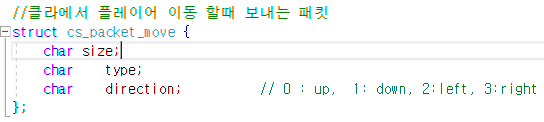 //클라에서 플레이어 이동 할때 보내는 패킷
struct cs_packet_move {
char size;
char type;
char direction; // 0 : up, 1: down, 2:left, 3:right
};